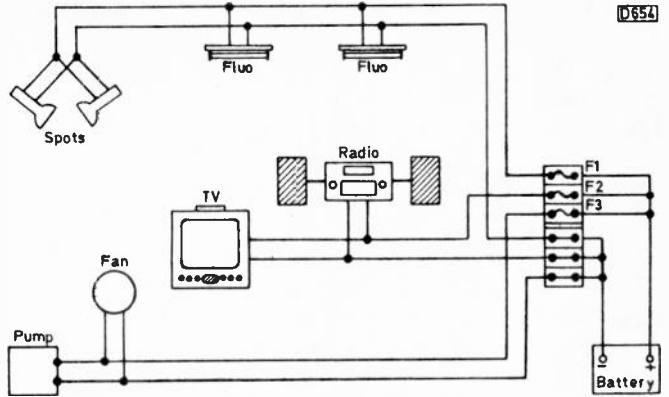 D654
Fluo
Fluo
Spots
Radio
F1
F2
F3
TV
Fan
Pump
- +
Battery